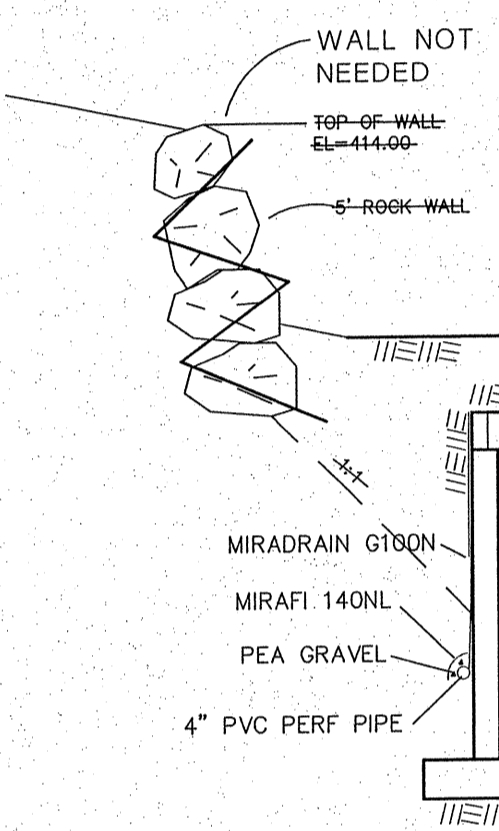 WALL NOT
NEEDED
TOP OF WALL
EL=414.00
5' ROCK WALL
1:1
MIRADRAIN G100N
MIRAFI 140NL
PEA GRAVEL
4" PVC PERF PIPE